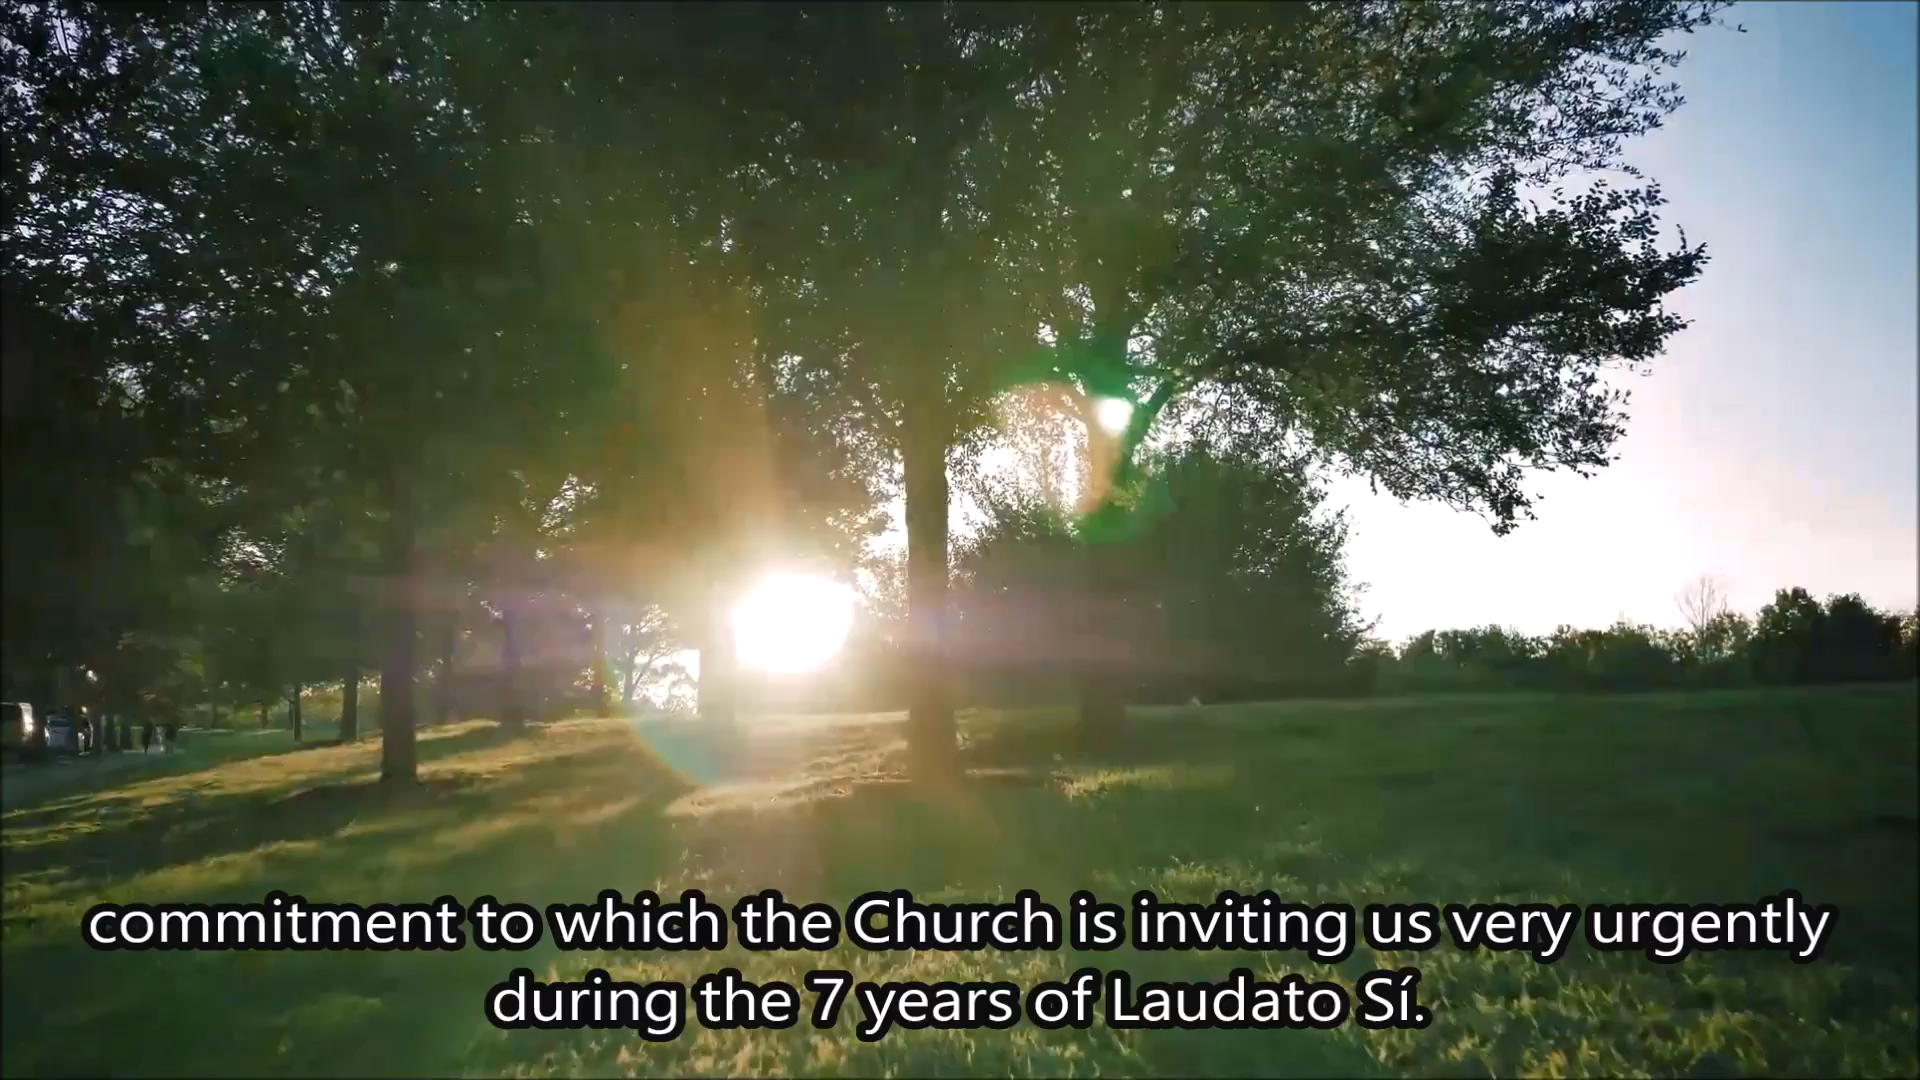 commitment to which the Church is inviting us very urgently
during the 7 years of Laudato Sí.